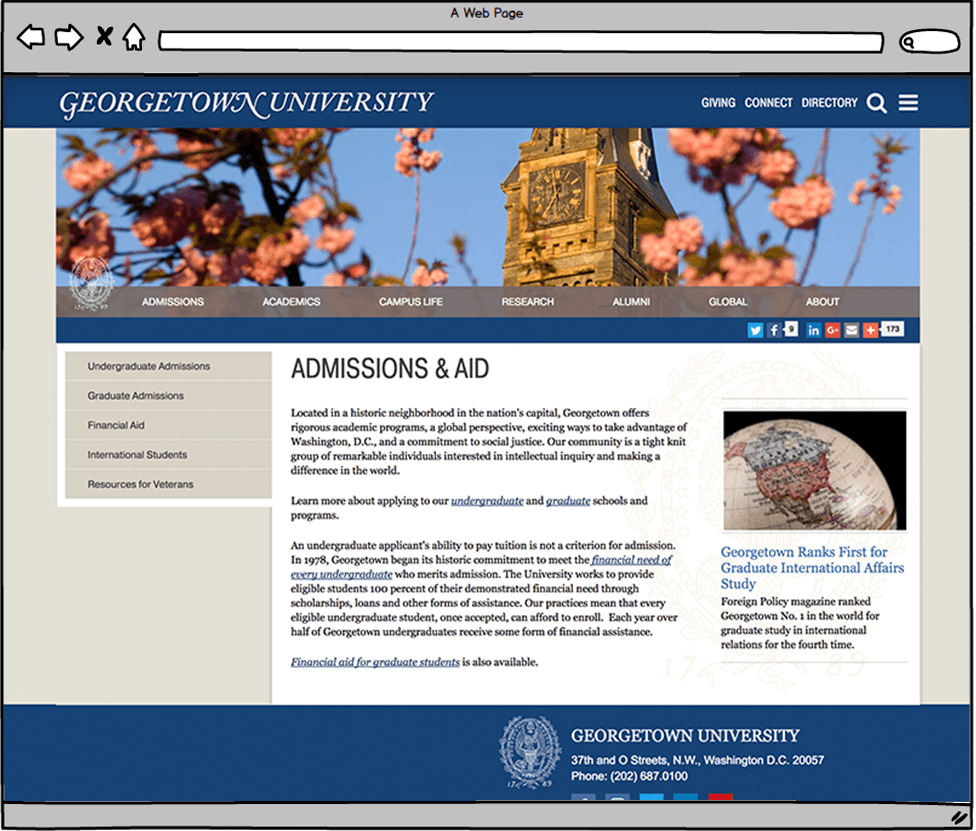 A Web Page
GEORGETOWN UNIVERSITY
GIVING CONNECT DIRECTORY
ADMISSIONS ACADEMICS CAMPUS LIFE RESEARCH ALUMNI GLOBAL ABOUT
9 173
Undergraduate Admissions
Graduate Admissions
Financial Aid
International Students
Resources for Veterans
ADMISSIONS & AID
Located in a historic neighborhood in the nation's capital, Georgetown offers
rigorous academic programs, a global perspective, exciting ways to take advantage of
Washington, D.C., and a commitment to social justice. Our community is a tight knit
group of remarkable individuals interested in intellectual inquiry and making a
difference in the world.
Learn more about applying to our undergraduate and graduate schools and
programs.
An undergraduate applicant's ability to pay tuition is not a criterion for admission.
In 1978, Georgetown began its historic commitment to meet the financial need of
every undergraduate who merits admission. The University works to provide
eligible students 100 percent of their demonstrated financial need through
scholarships, loans and other forms of assistance. Our practices mean that every
eligible undergraduate student, once accepted, can afford to enroll. Each year over
half of Georgetown undergraduates receive some form of financial assistance.
Financial aid for graduate students is also available.
Georgetown Ranks First for
Graduate International Affairs
Study
Foreign Policy magazine ranked
Georgetown No. 1 in the world for
graduate study in international
relations for the fourth time.
17 89
GEORGETOWN UNIVERSITY
37th and O Streets, N.W., Washington D.C. 20057
Phone: (202) 687.0100
17 89